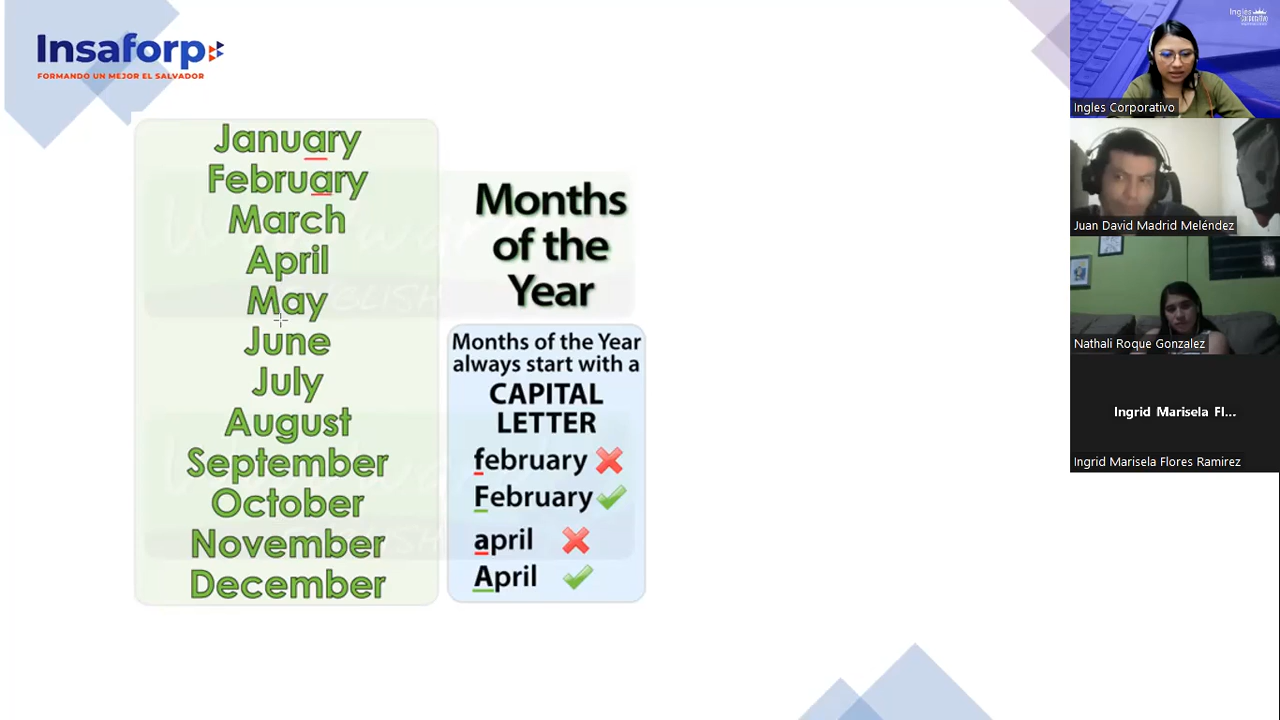 Insaforp
FORMANDO UN MEJOR EL SALVADOR
January
February
March
April
May
June
July
August
September
October
November
December
Months
of the
Year
Months of the Year
always start with a
CAPITAL
LETTER
february
February
april
April
Ingles Corporativo
Juan David Madrid Meléndez
Nathali Roque Gonzalez
Ingrid Marisela Fl...
Ingrid Marisela Flores Ramirez